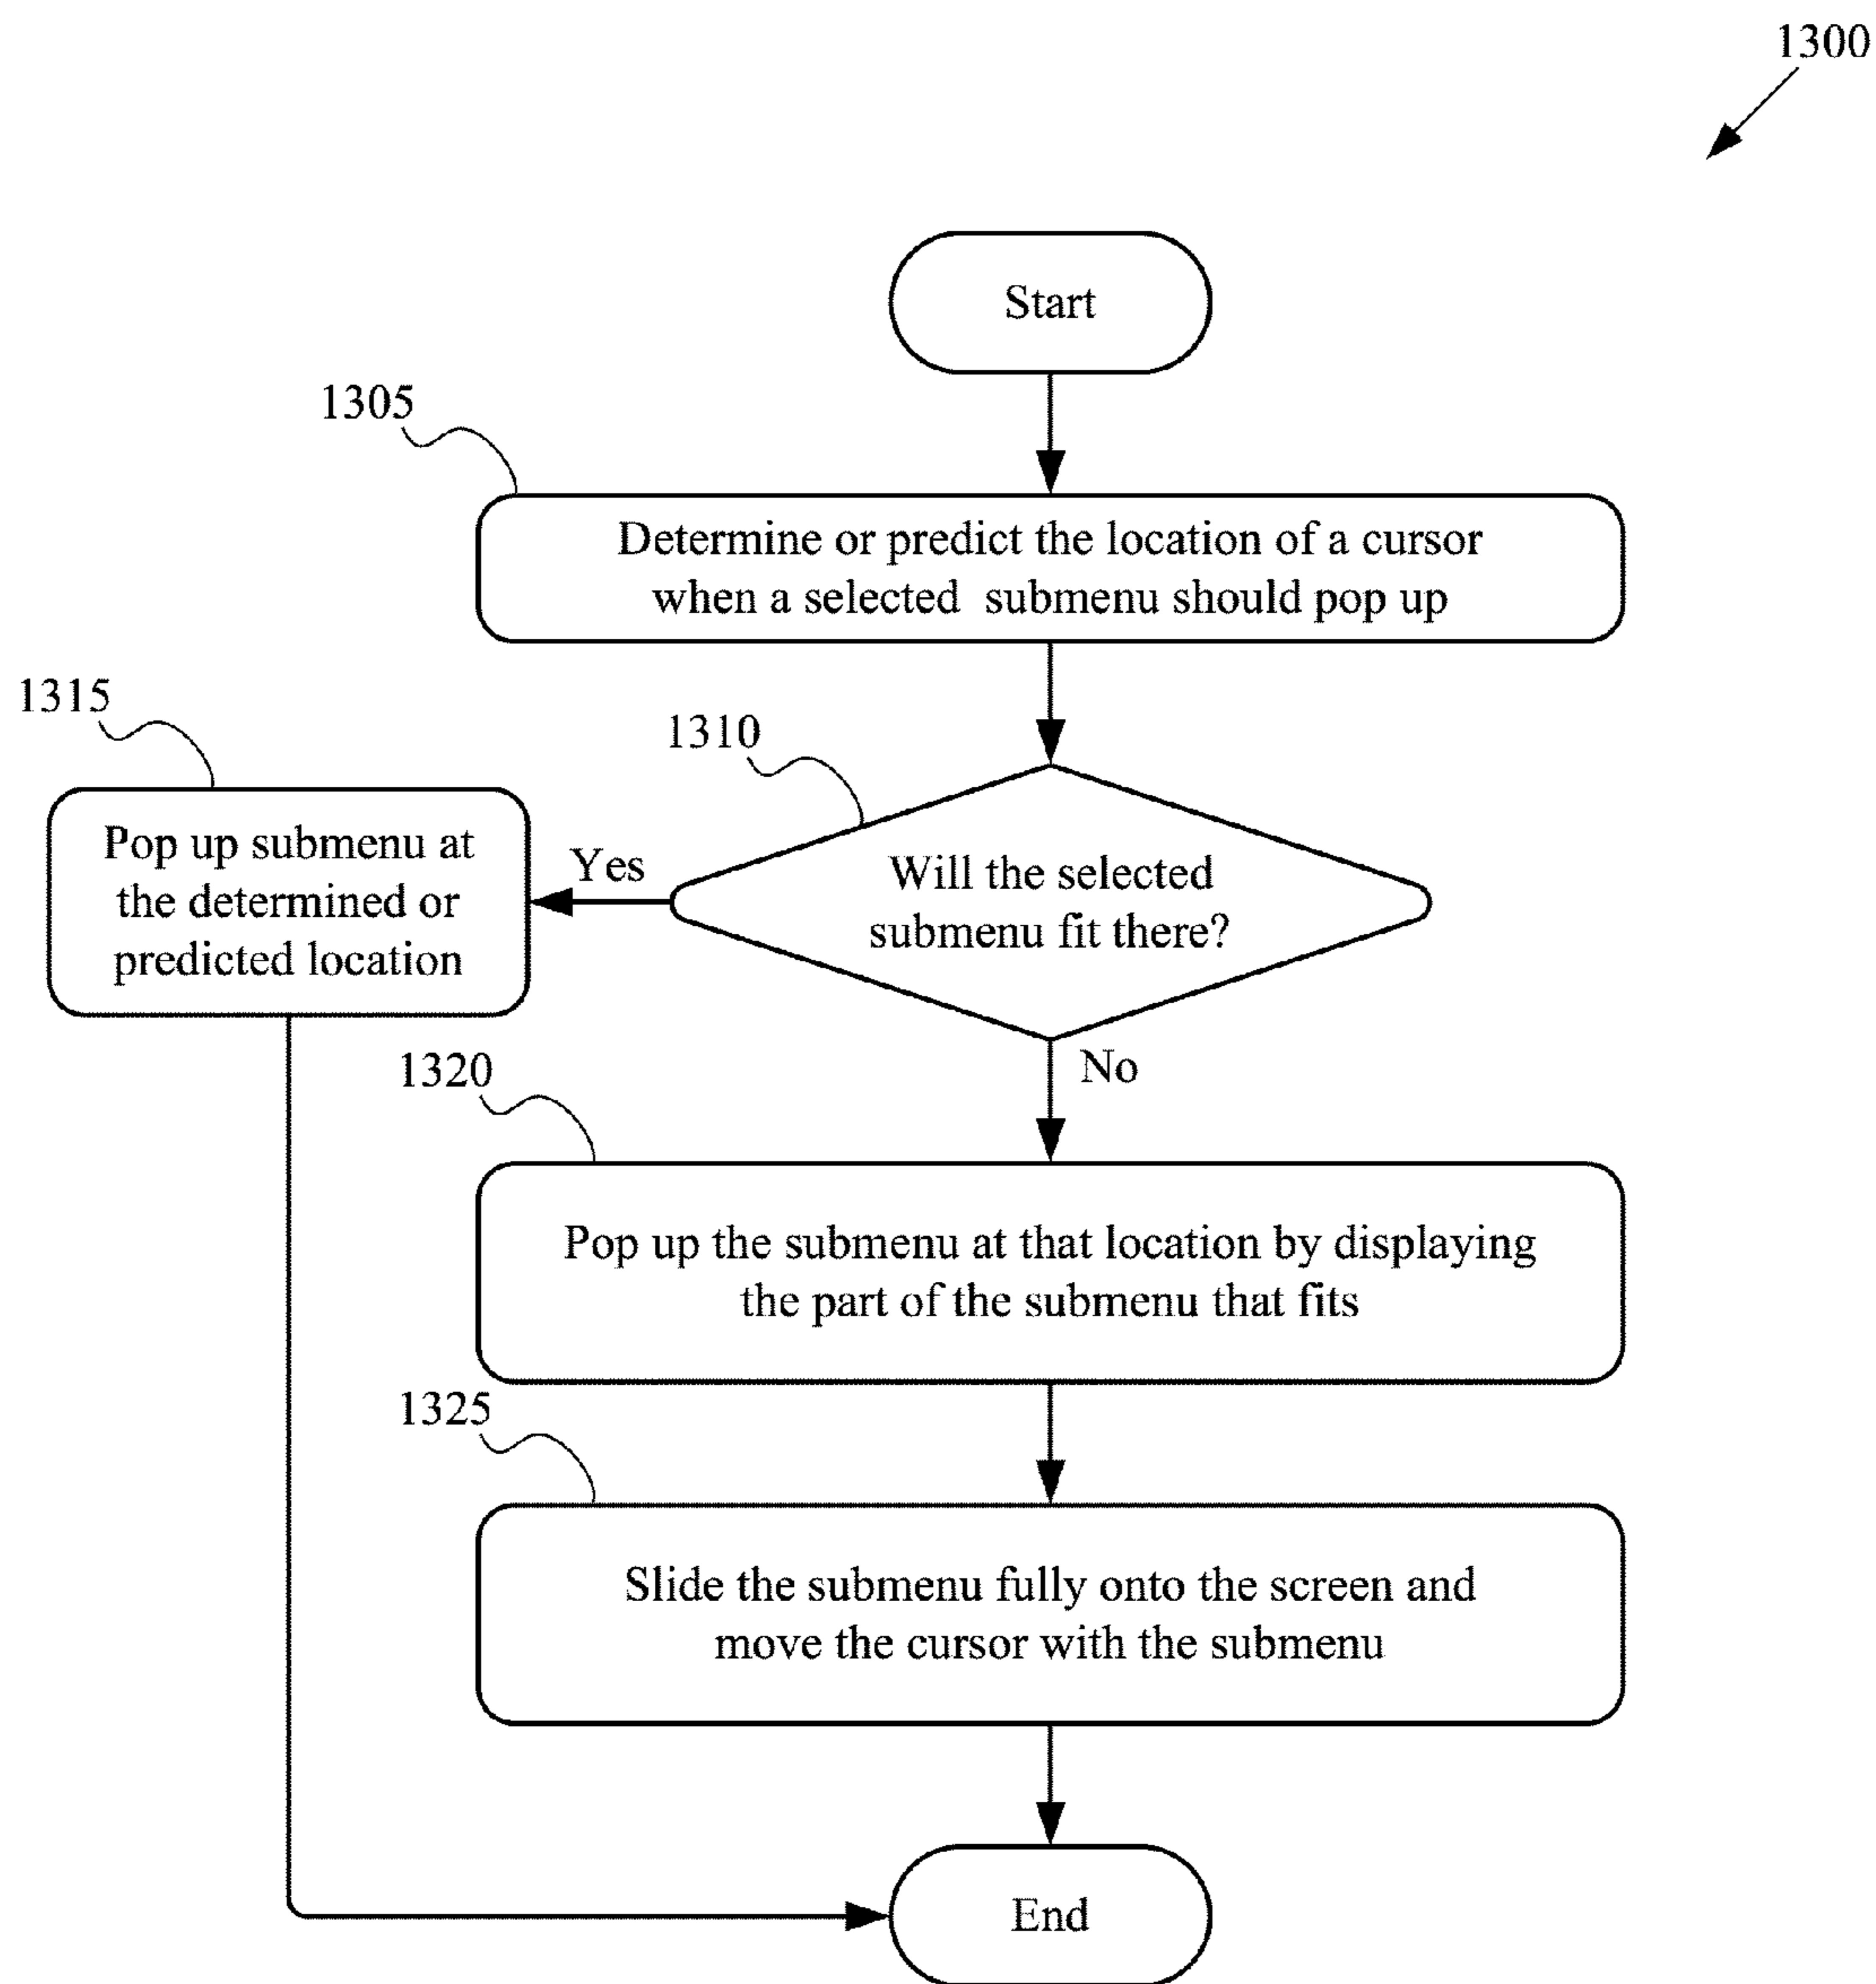 1300
Start
1305
Determine or predict the location of a cursor
when a selected submenu should pop up
1315
1310
Pop up submenu at
the determined or
predicted location
Yes
Will the selected
submenu fit there?
No
1320
Pop up the submenu at that location by displaying
the part of the submenu that fits
1325
Slide the submenu fully onto the screen and
move the cursor with the submenu
End